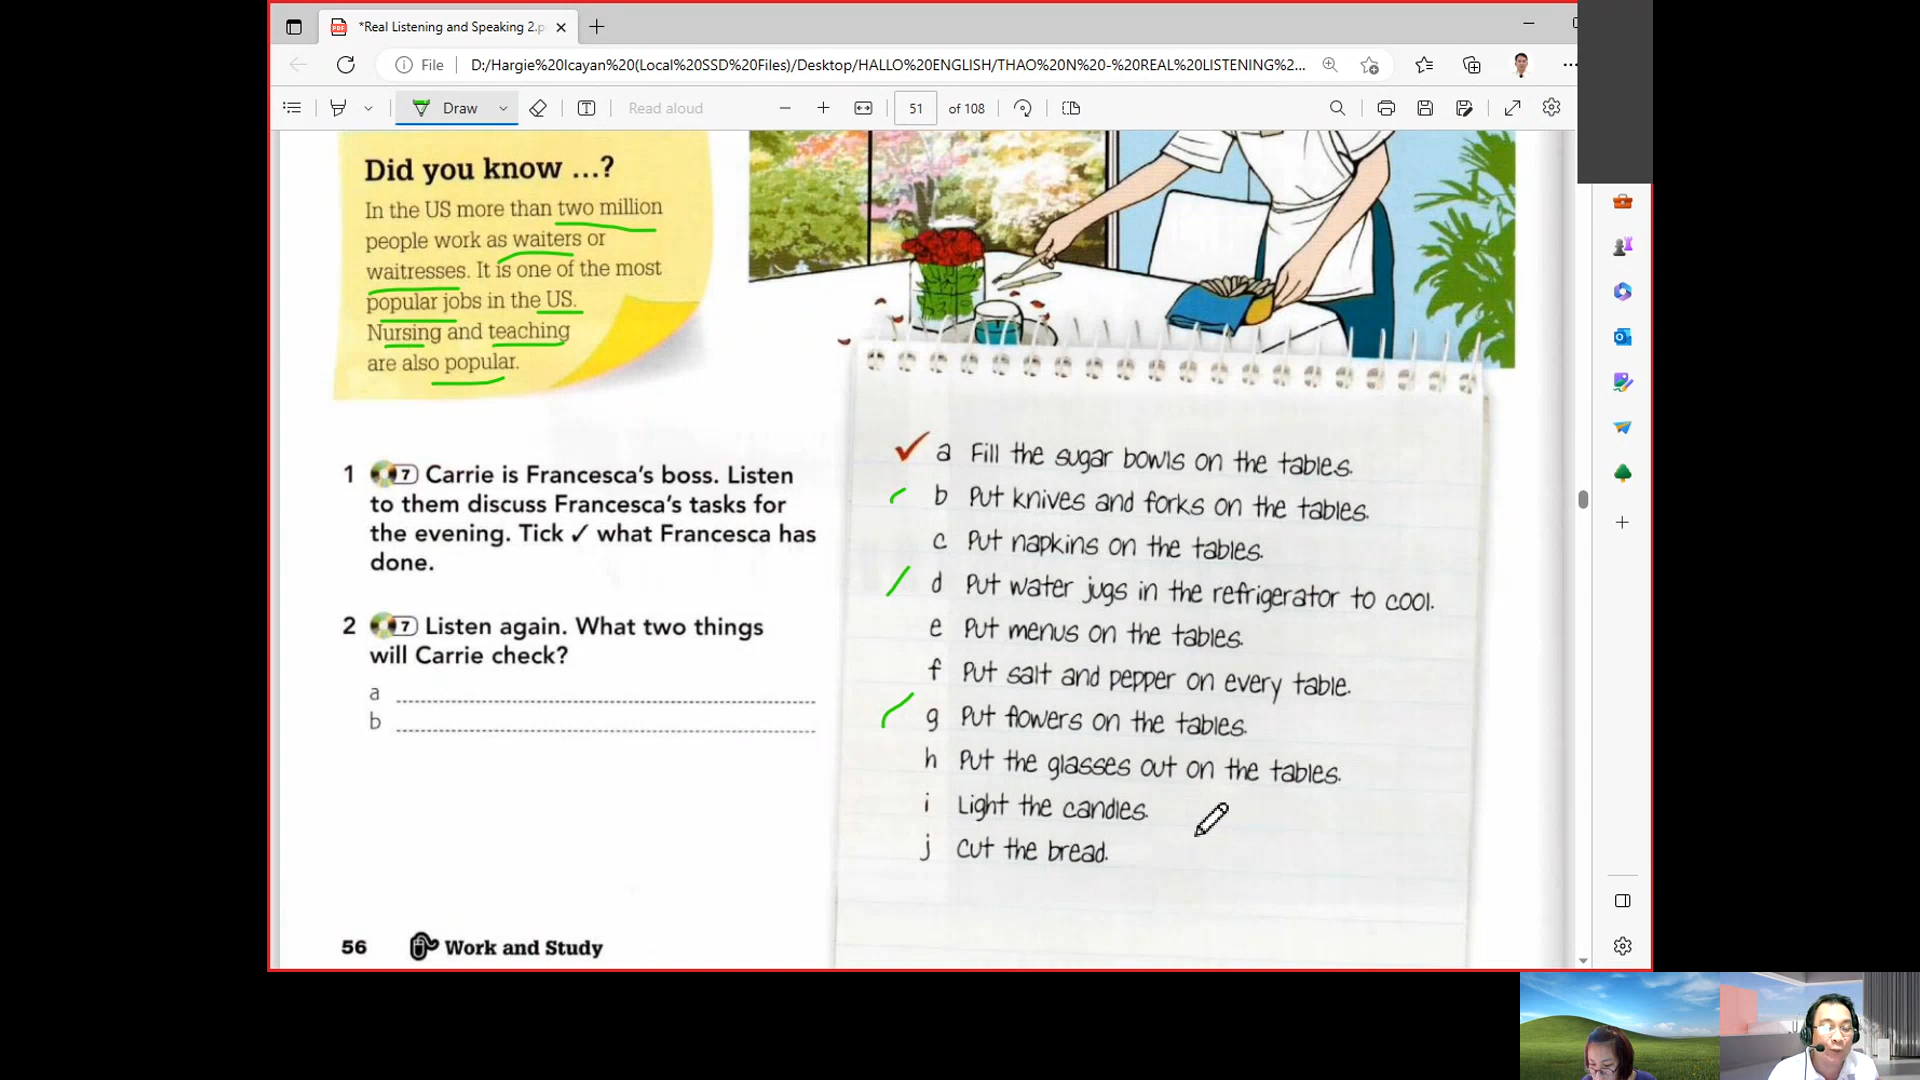 *Real Listening and Speaking 2.p
File D:/Hargie%20Icayan%20(Local%20SSD%20Files)/Desktop/HALLO%20ENGLISH/THAO%20N%20-%20REAL%20LISTENING%2...
Draw Read aloud 51 of 108
Did you know ...?
In the US more than two million
people work as waiters or
waitresses. It is one of the most
popular jobs in the US.
Nursing and teaching
are also popular.
1 7 Carrie is Francesca's boss. Listen
to them discuss Francesca's tasks for
the evening. Tick ✓ what Francesca has
done.
2 7 Listen again. What two things
will Carrie check?
a
b
✓ a Fill the sugar bowls on the tables.
b Put knives and forks on the tables.
c Put napkins on the tables.
d Put water jugs in the refrigerator to cool.
e Put menus on the tables.
f Put salt and pepper on every table.
g Put flowers on the tables.
h Put the glasses out on the tables.
i Light the candles.
j Cut the bread.
56 Work and Study